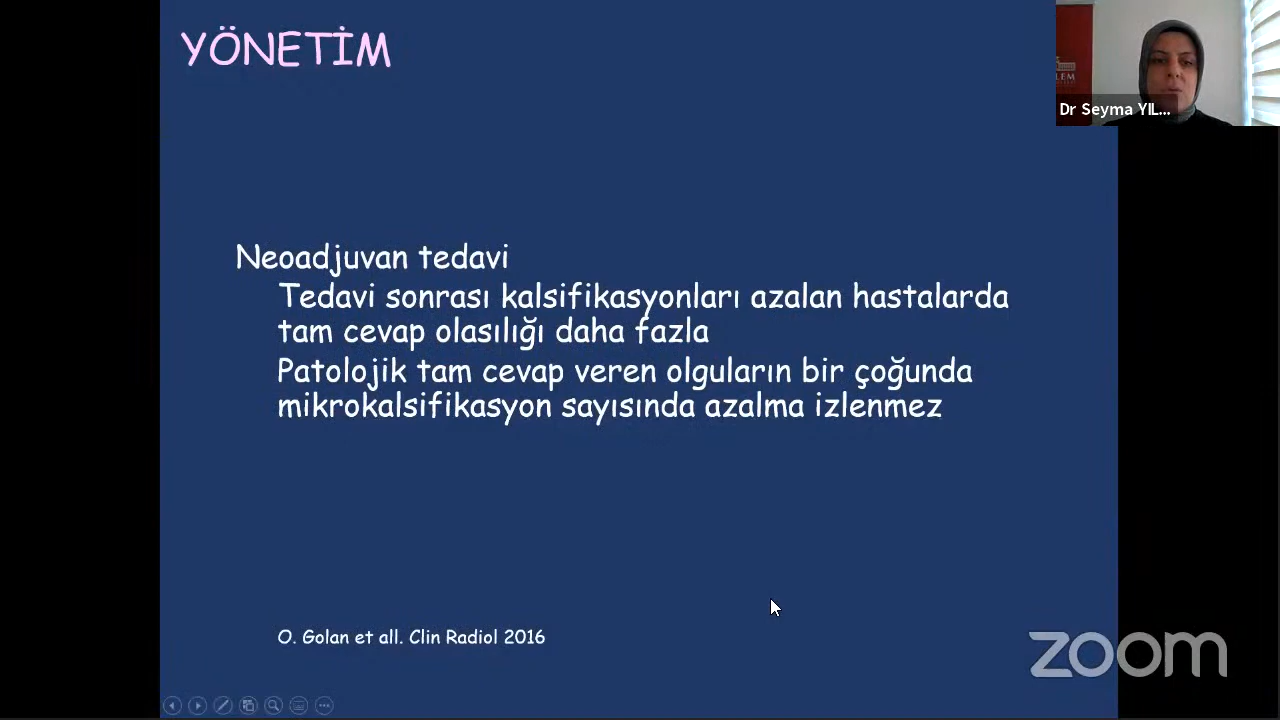 YÖNETİM
LEM
Dr Seyma YIL...
Neoadjuvan tedavi
Tedavi sonrası kalsifikasyonları azalan hastalarda
tam cevap olasılığı daha fazla
Patolojik tam cevap veren olguların bir çoğunda
mikrokalsifikasyon sayısında azalma izlenmez
O. Golan et all. Clin Radiol 2016
zoom